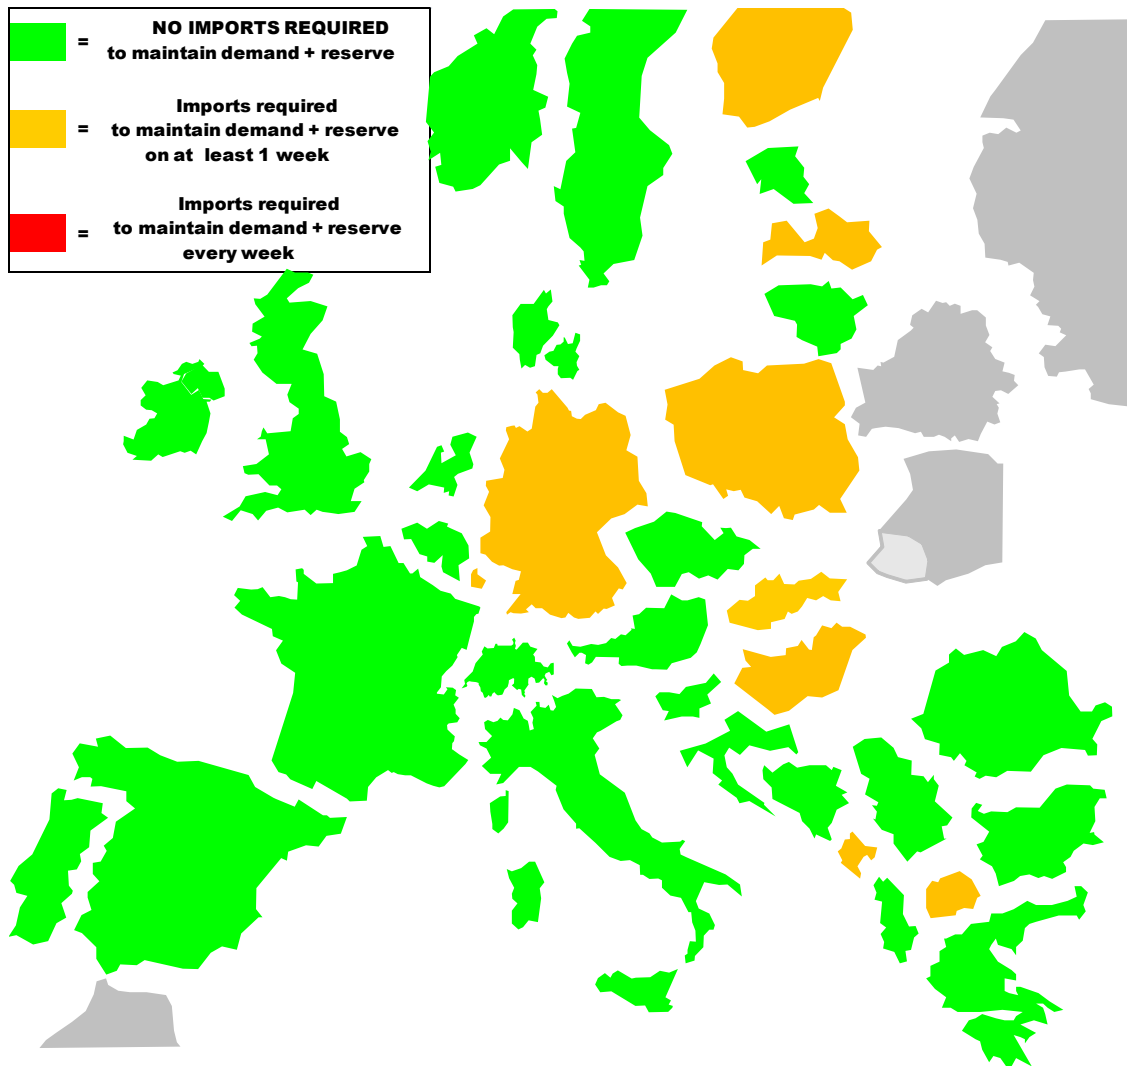 = NO IMPORTS REQUIRED
to maintain demand + reserve
Imports required
= to maintain demand + reserve
on at least 1 week
Imports required
= to maintain demand + reserve
every week